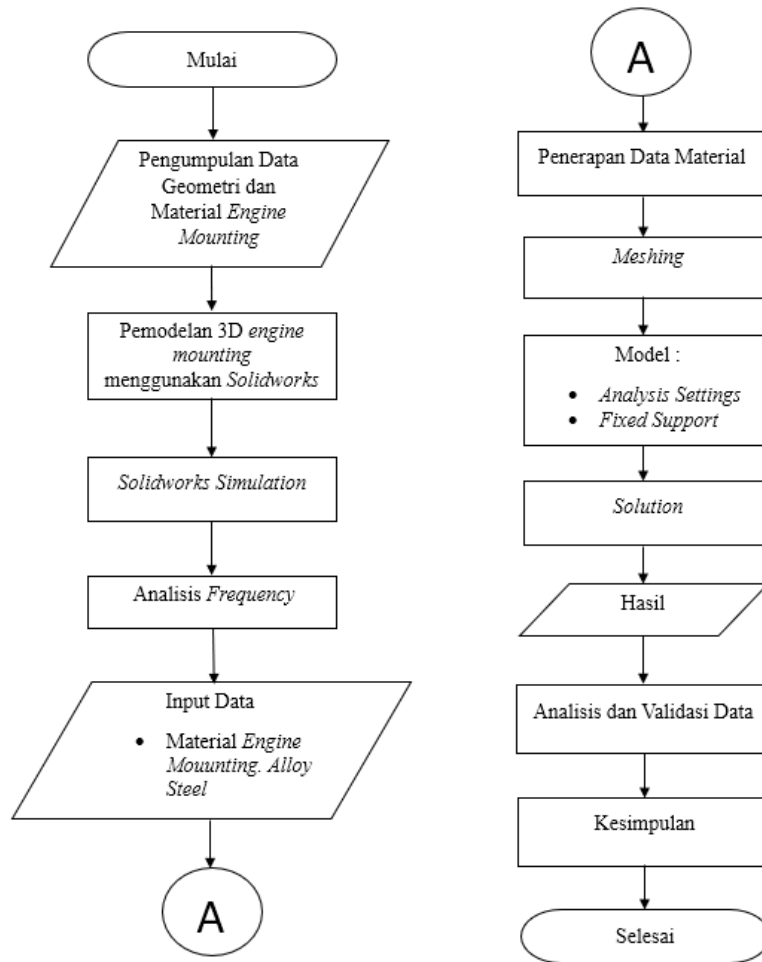 Mulai
Pengumpulan Data
Geometri dan
Material Engine
Mounting
Pemodelan 3D engine
mounting
menggunakan Solidworks
Solidworks Simulation
Analisis Frequency
Input Data
• Material Engine
Mouunting. Alloy
Steel
A
A
Penerapan Data Material
Meshing
Model :
• Analysis Settings
• Fixed Support
Solution
Hasil
Analisis dan Validasi Data
Kesimpulan
Selesai